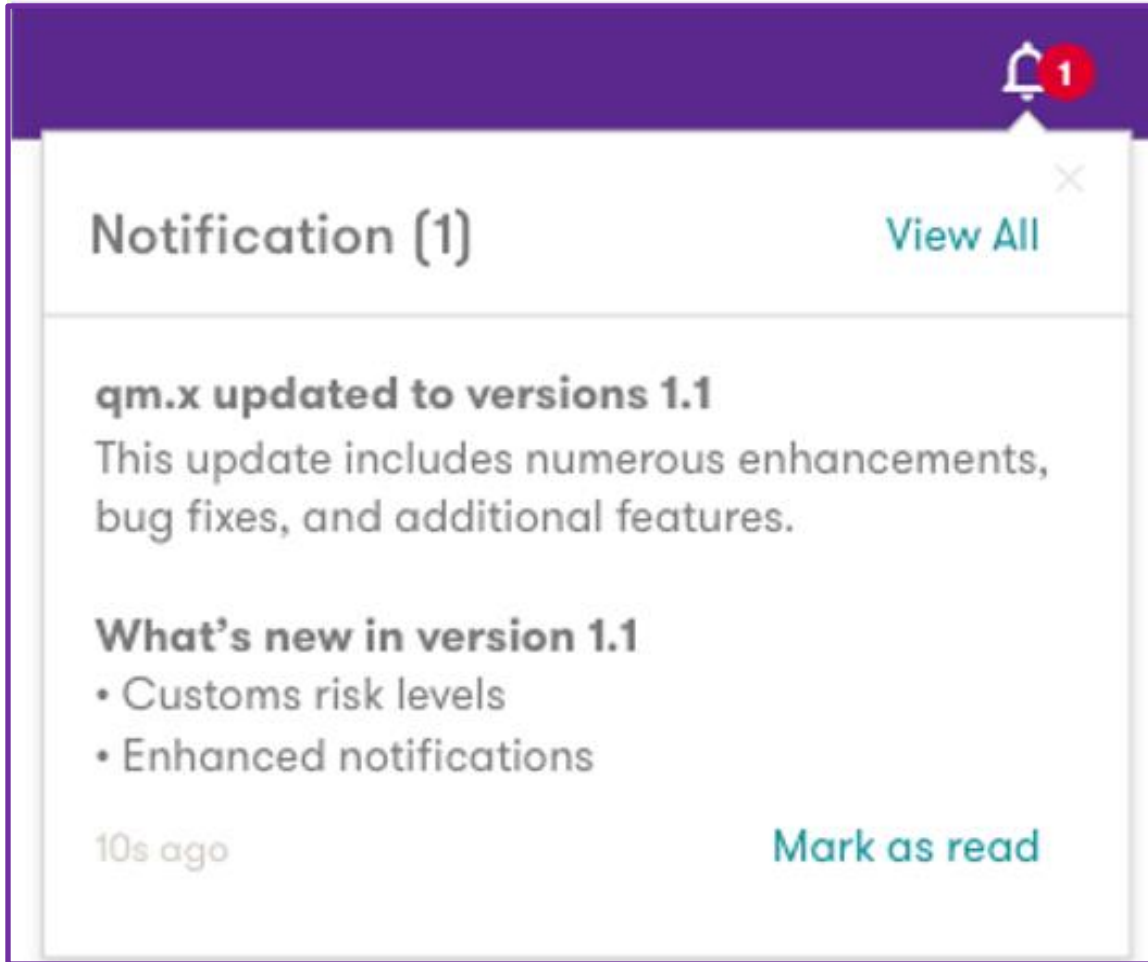 1
Notification (1)
View All
qm.x updated to versions 1.1
This update includes numerous enhancements,
bug fixes, and additional features.
What's new in version 1.1
• Customs risk levels
• Enhanced notifications
10s ago
Mark as read